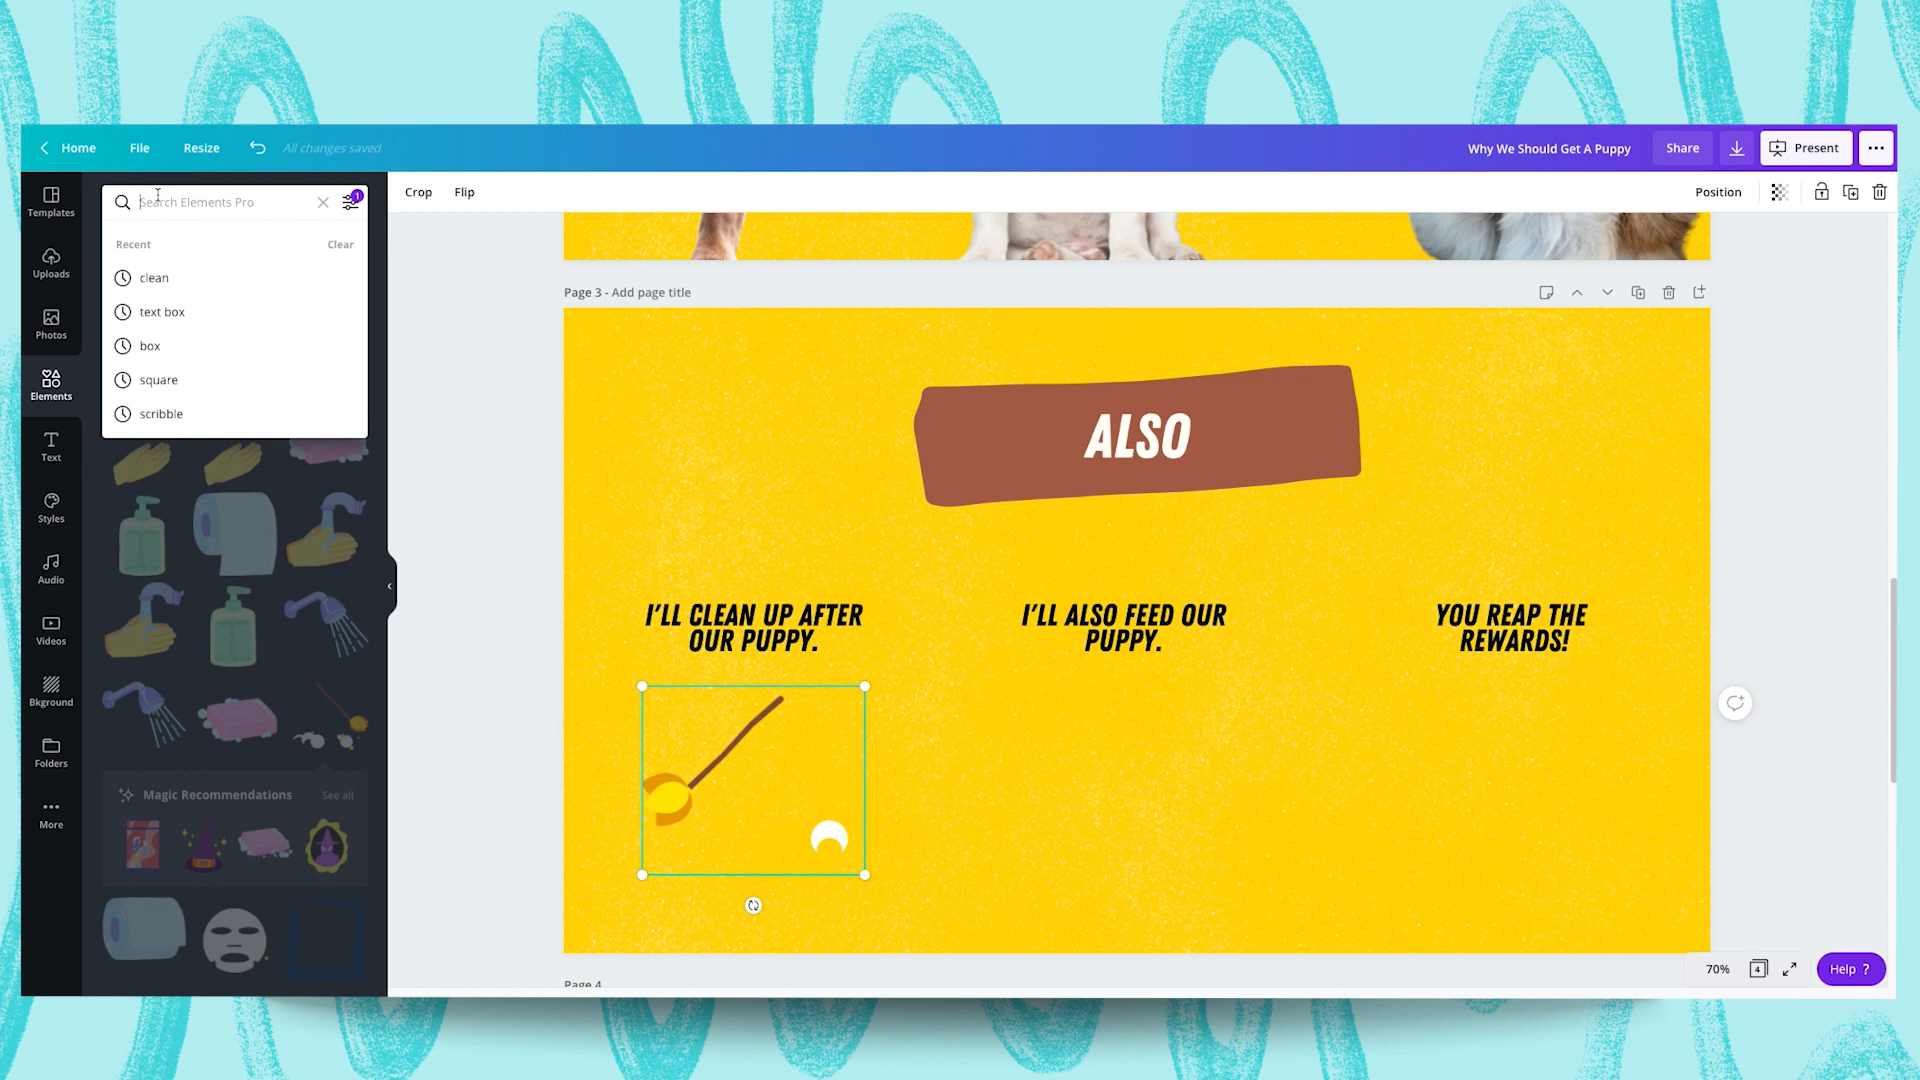 Home
File
Resize
All changes saved
Why We Should Get A Puppy
Share
Present
Templates
Uploads
Photos
Elements
Text
Styles
Audio
Videos
Bkground
Folders
More
Search Elements Pro
1
Recent
Clear
clean
text box
box
square
scribble
Magic Recommendations
See all
Crop
Flip
Position
Page 3 - Add page title
ALSO
I'LL CLEAN UP AFTER
OUR PUPPY.
I'LL ALSO FEED OUR
PUPPY.
YOU REAP THE
REWARDS!
Page 4
70%
4
Help ?